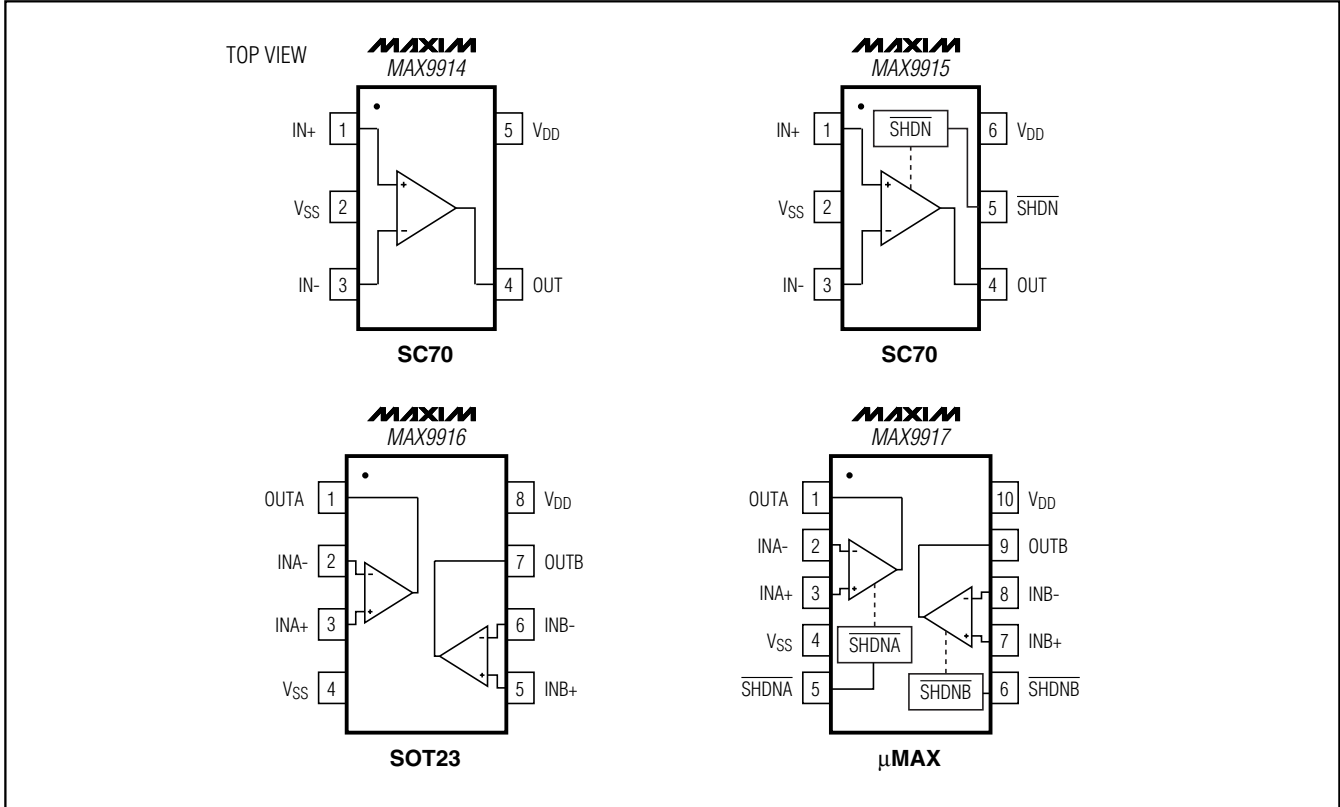 TOP VIEW
MAXIM
MAX9914
IN+ 1
5 VDD
VSS 2
IN- 3
4 OUT
+
-
SC70
MAXIM
MAX9915
IN+ 1
SHDN
6 VDD
VSS 2
5 SHDN
IN- 3
4 OUT
+
-
SC70
MAXIM
MAX9916
OUTA 1
8 VDD
INA- 2
7 OUTB
INA+ 3
6 INB-
VSS 4
5 INB+
-
+
-
+
SOT23
MAXIM
MAX9917
OUTA 1
10 VDD
INA- 2
9 OUTB
INA+ 3
8 INB-
VSS 4
SHDNA
7 INB+
SHDNA 5
SHDNB
6 SHDNB
-
+
-
+
μMAX